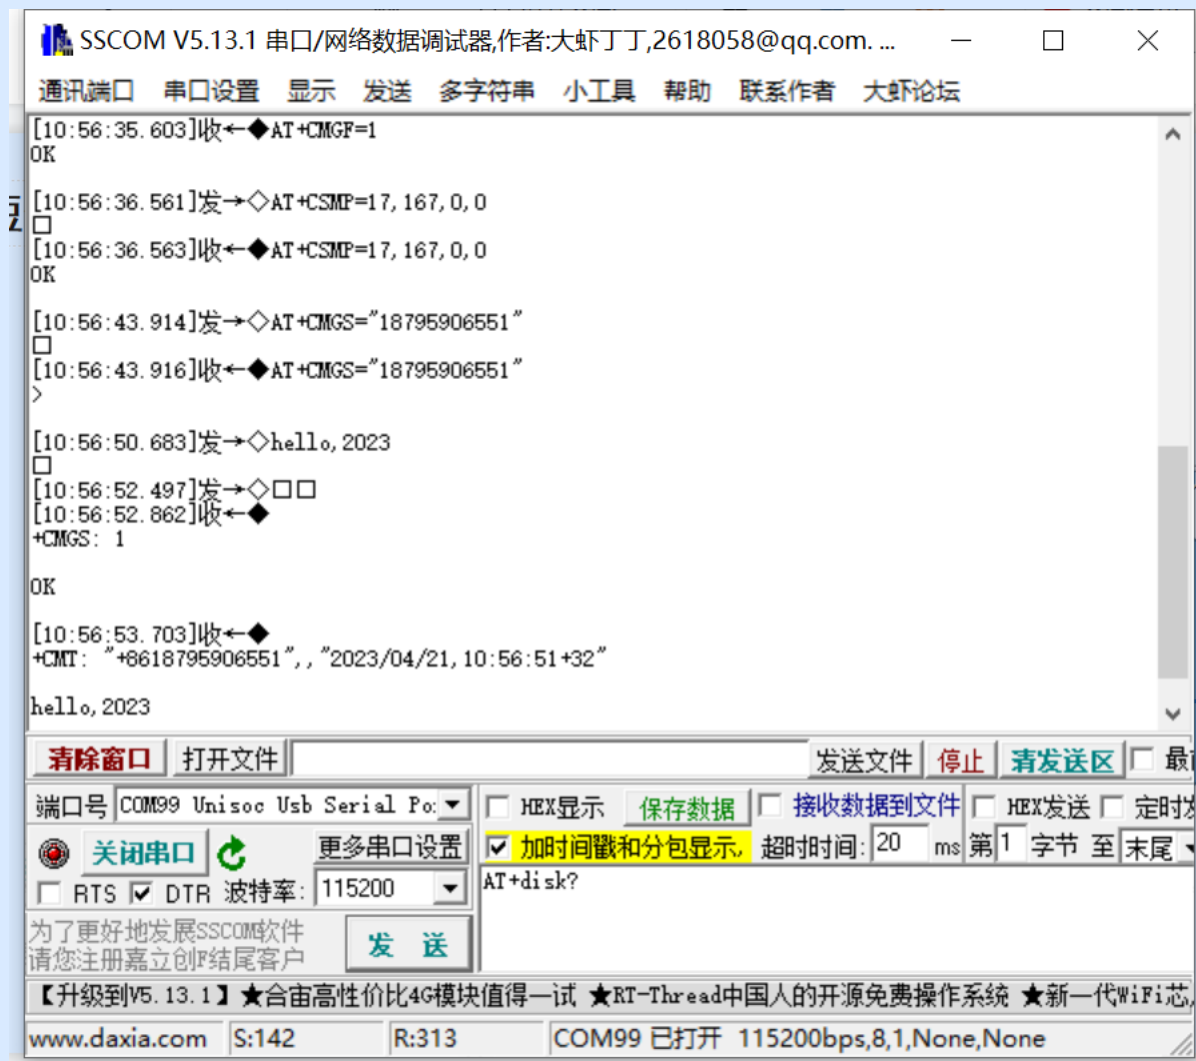 SSCOM V5.13.1 串口/网络数据调试器,作者:大虾丁丁,2618058@qq.com. ...
通讯端口 串口设置 显示 发送 多字符串 小工具 帮助 联系作者 大虾论坛
[10:56:35.603]收←◆AT+CMGF=1
OK
[10:56:36.561]发→◇AT+CSMP=17,167,0,0
□
[10:56:36.563]收←◆AT+CSMP=17,167,0,0
OK
[10:56:43.914]发→◇AT+CMGS="18795906551"
□
[10:56:43.916]收←◆AT+CMGS="18795906551"
>
[10:56:50.683]发→◇hello,2023
□
[10:56:52.497]发→◇□□
[10:56:52.862]收←◆
+CMGS: 1
OK
[10:56:53.703]收←◆
+CMT: "+8618795906551",,"2023/04/21,10:56:51+32"
hello,2023
清除窗口 打开文件 发送文件 停止 清发送区 最
端口号 COM99 Unisoc Usb Serial Po HEX显示 保存数据 接收数据到文件 HEX发送 定时
关闭串口 更多串口设置 加时间戳和分包显示, 超时时间: 20 ms 第1 字节 至 末尾
RTS DTR 波特率: 115200 AT+disk?
为了更好地发展SSCOM软件
请您注册嘉立创F结尾客户
发 送
【升级到V5.13.1】★合宙高性价比4G模块值得一试 ★RT-Thread中国人的开源免费操作系统 ★新一代WiFi芯
www.daxia.com S:142 R:313 COM99 已打开 115200bps,8,1,None,None